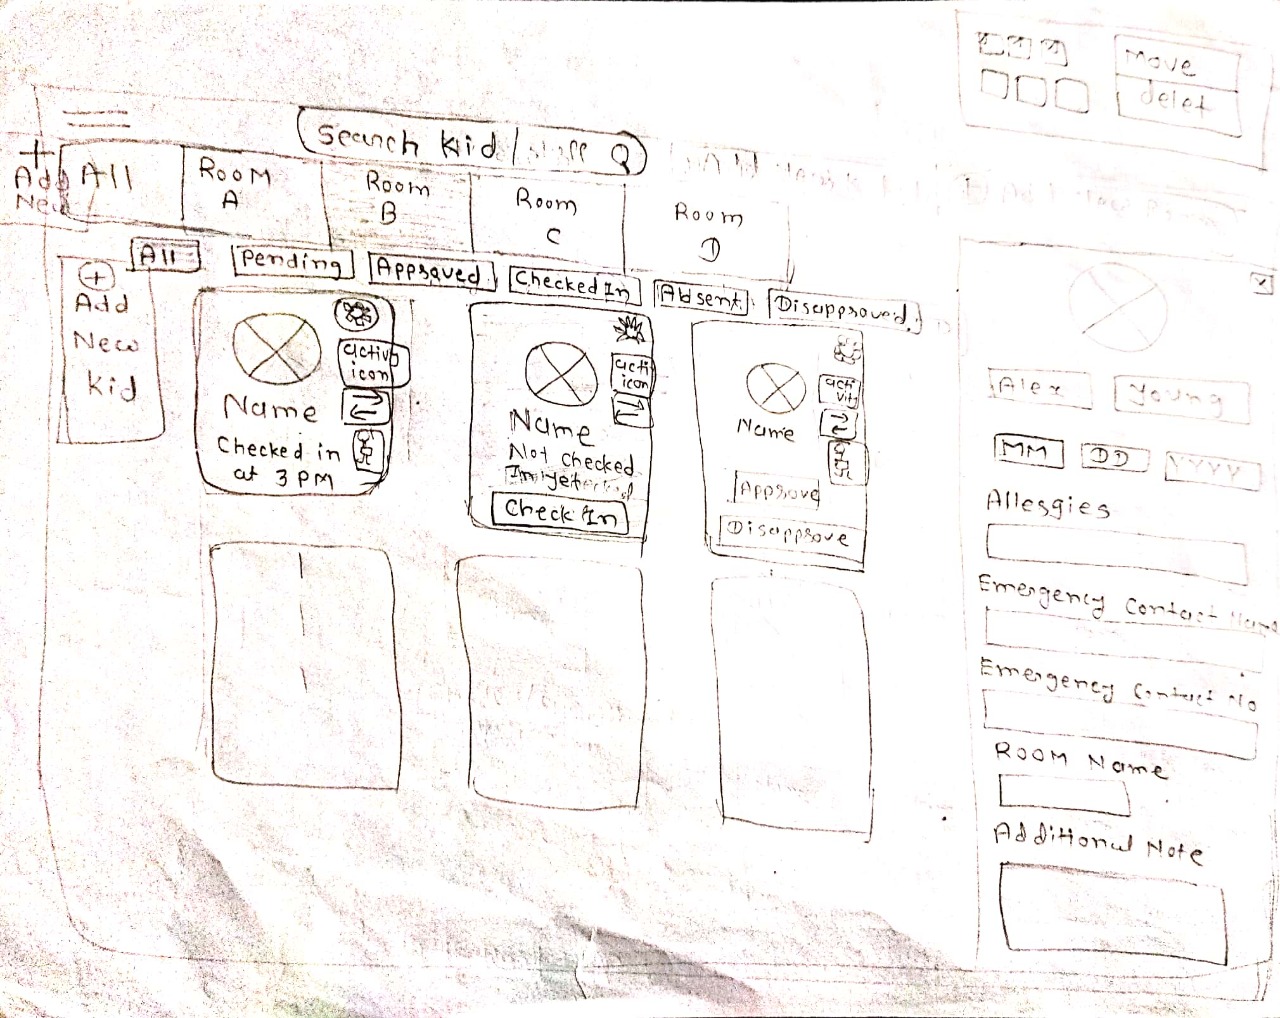 Move
delet
Search Kid /
+
Add
New
All
Room
A
Room
B
Room
C
Room
D
All
Pending
Approved
Checked In
Absent
Disapproved
+
Add
New
Kid
activ
icon
Name
Checked in
at 3 PM
acti
icon
Name
Not checked
In yet
Check In
acti
vity
Name
Approve
Disapprove
X
Alex
Young
MM
DD
YYYY
Allergies
Emergency Contact Name
Emergency Contact No
Room Name
Additional Note